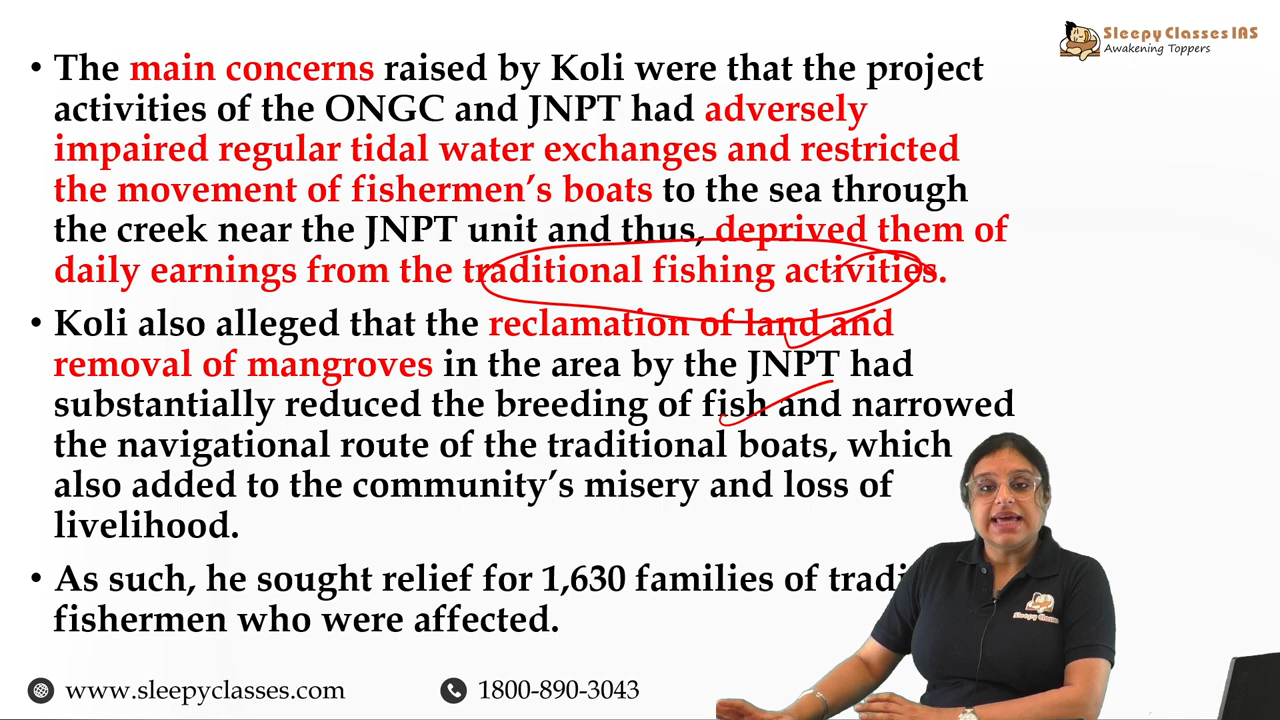 Sleepy Classes IAS
Awakening Toppers
• The main concerns raised by Koli were that the project
activities of the ONGC and JNPT had adversely
impaired regular tidal water exchanges and restricted
the movement of fishermen’s boats to the sea through
the creek near the JNPT unit and thus, deprived them of
daily earnings from the traditional fishing activities.
• Koli also alleged that the reclamation of land and
removal of mangroves in the area by the JNPT had
substantially reduced the breeding of fish and narrowed
the navigational route of the traditional boats, which
also added to the community’s misery and loss of
livelihood.
• As such, he sought relief for 1,630 families of tradi
fishermen who were affected.
Sleepy Classes
www.sleepyclasses.com
1800-890-3043